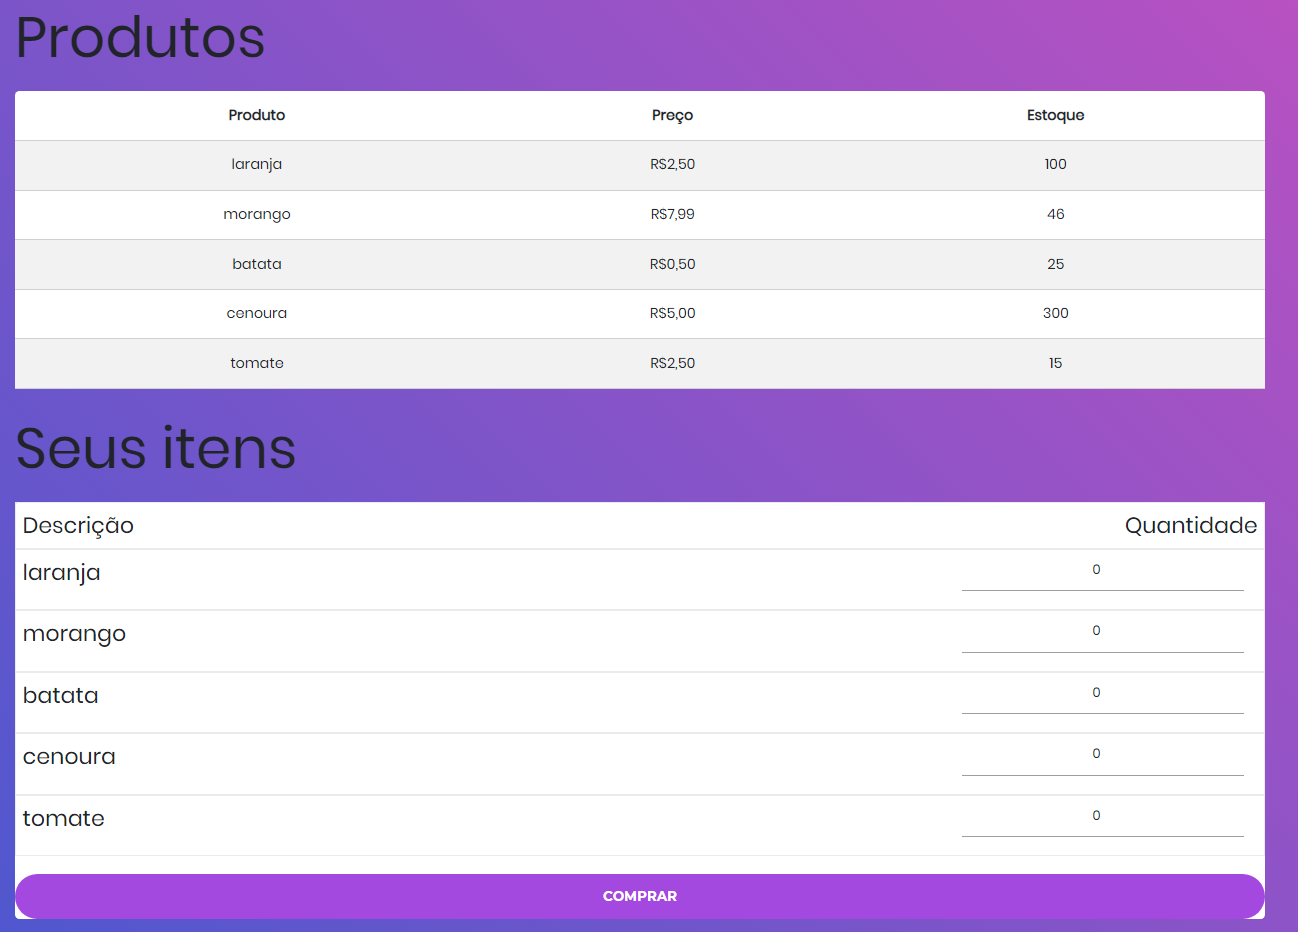 Produtos
Produto Preço Estoque
laranja R$2,50 100
morango R$7,99 46
batata R$0,50 25
cenoura R$5,00 300
tomate R$2,50 15
Seus itens
Descrição Quantidade
laranja 0
morango 0
batata 0
cenoura 0
tomate 0
COMPRAR